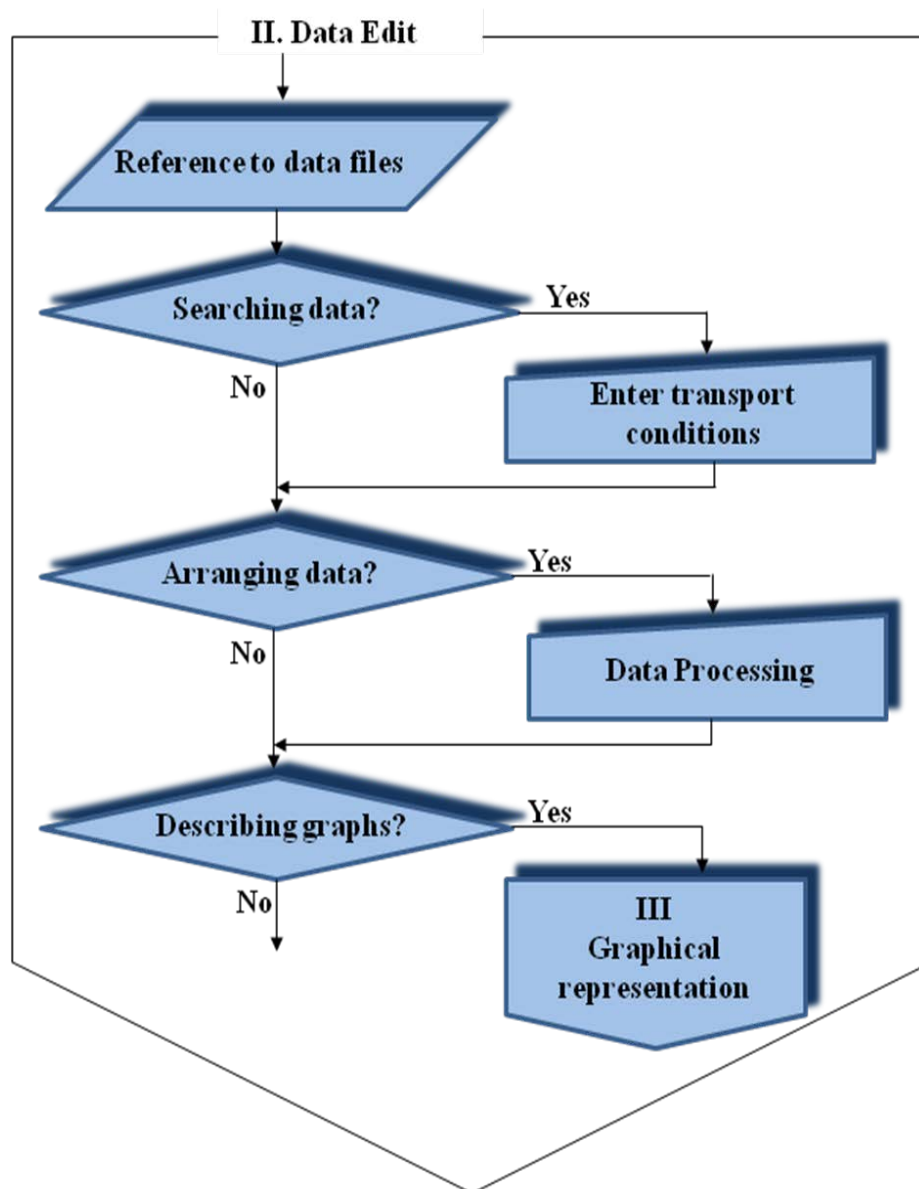 II. Data Edit
Reference to data files
Searching data?
Yes
No
Enter transport
conditions
Arranging data?
Yes
No
Data Processing
Describing graphs?
Yes
No
III
Graphical
representation